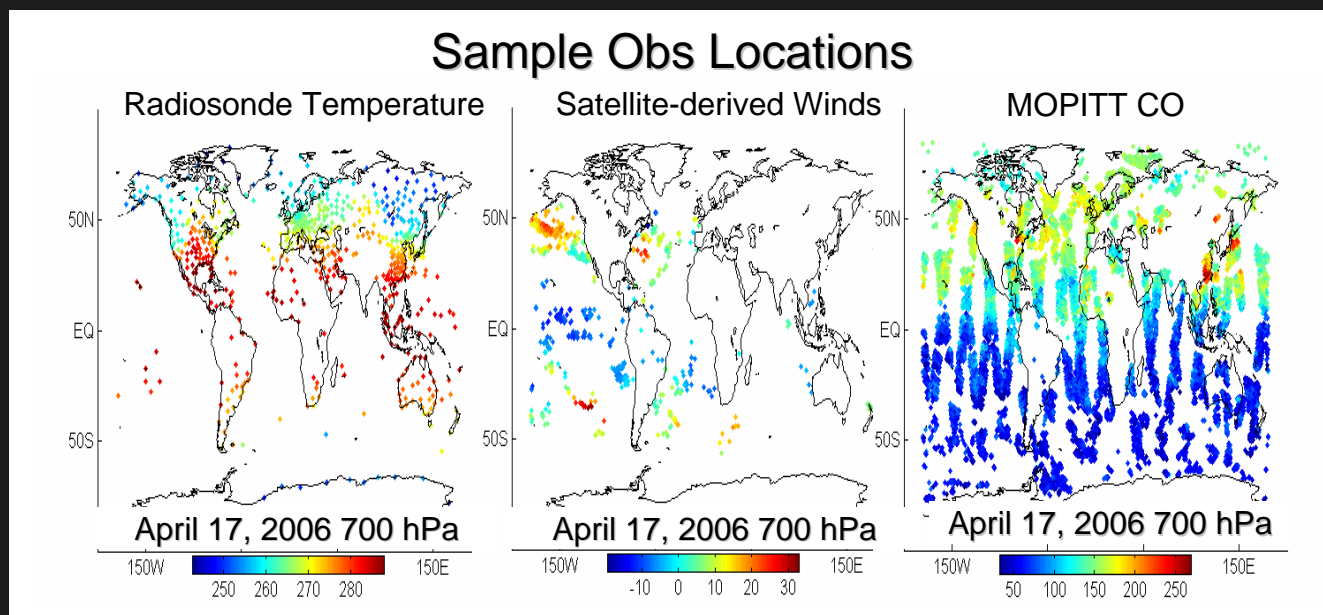 Sample Obs Locations
Radiosonde Temperature
Satellite-derived Winds
MOPITT CO
50N
EQ
50S
50N
EQ
50S
50N
EQ
50S
April 17, 2006 700 hPa
April 17, 2006 700 hPa
April 17, 2006 700 hPa
150W
150E
250 260 270 280
150W
150E
-10 0 10 20 30
150W
150E
50 100 150 200 250